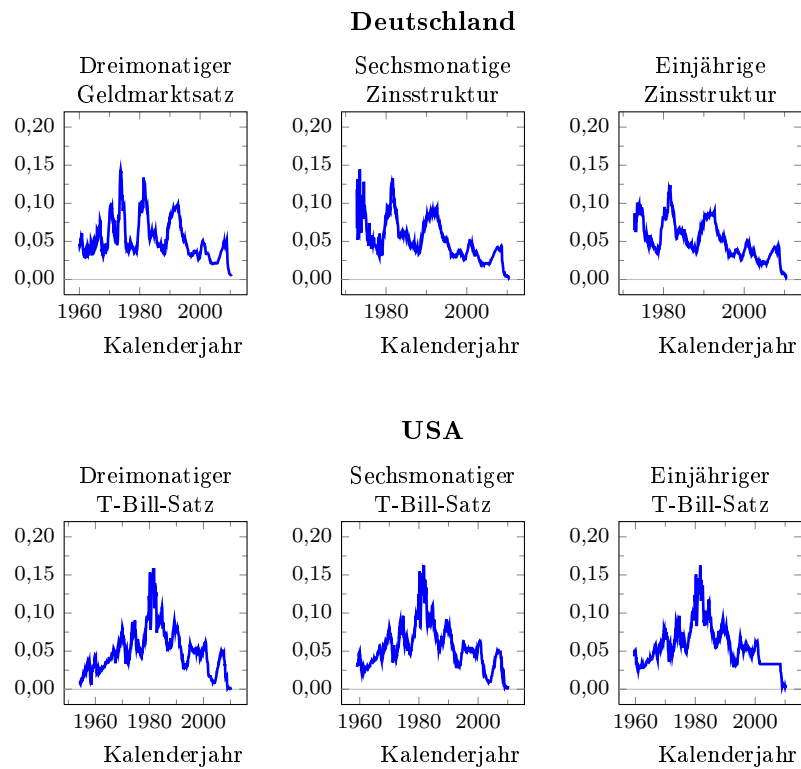 Deutschland
Dreimonatiger
Geldmarktsatz
0,20
0,15
0,10
0,05
0,00
1960 1980 2000
Kalenderjahr
Sechsmonatige
Zinsstruktur
0,20
0,15
0,10
0,05
0,00
1980 2000
Kalenderjahr
Einjährige
Zinsstruktur
0,20
0,15
0,10
0,05
0,00
1980 2000
Kalenderjahr
USA
Dreimonatiger
T-Bill-Satz
0,20
0,15
0,10
0,05
0,00
1960 1980 2000
Kalenderjahr
Sechsmonatiger
T-Bill-Satz
0,20
0,15
0,10
0,05
0,00
1960 1980 2000
Kalenderjahr
Einjähriger
T-Bill-Satz
0,20
0,15
0,10
0,05
0,00
1960 1980 2000
Kalenderjahr